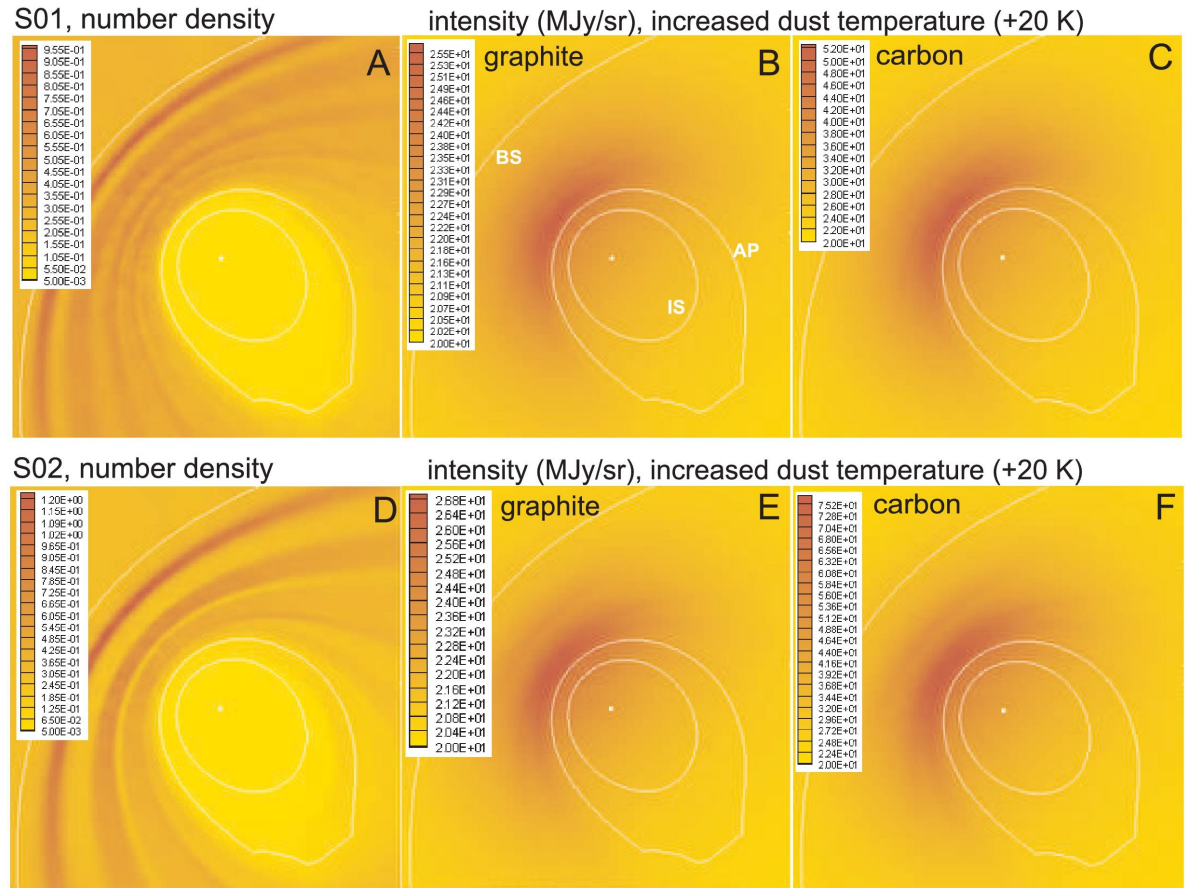 S01, number density
intensity (MJy/sr), increased dust temperature (+20 K)
A
9.55E-01
9.05E-01
8.55E-01
8.05E-01
7.55E-01
7.05E-01
6.55E-01
6.05E-01
5.55E-01
5.05E-01
4.55E-01
4.05E-01
3.55E-01
3.05E-01
2.55E-01
2.05E-01
1.55E-01
1.05E-01
5.50E-02
5.00E-03
graphite
B
2.55E+01
2.53E+01
2.51E+01
2.49E+01
2.46E+01
2.44E+01
2.42E+01
2.40E+01
2.38E+01
2.35E+01
2.33E+01
2.31E+01
2.29E+01
2.27E+01
2.24E+01
2.22E+01
2.20E+01
2.18E+01
2.16E+01
2.13E+01
2.11E+01
2.09E+01
2.07E+01
2.05E+01
2.02E+01
2.00E+01
BS
AP
IS
carbon
C
5.20E+01
5.00E+01
4.80E+01
4.60E+01
4.40E+01
4.20E+01
4.00E+01
3.80E+01
3.60E+01
3.40E+01
3.20E+01
3.00E+01
2.80E+01
2.60E+01
2.40E+01
2.20E+01
2.00E+01
S02, number density
intensity (MJy/sr), increased dust temperature (+20 K)
D
1.20E+00
1.15E+00
1.09E+00
1.02E+00
9.65E-01
9.05E-01
8.45E-01
7.85E-01
7.25E-01
6.65E-01
6.05E-01
5.45E-01
4.85E-01
4.25E-01
3.65E-01
3.05E-01
2.45E-01
1.85E-01
1.25E-01
6.50E-02
5.00E-03
graphite
E
2.68E+01
2.64E+01
2.60E+01
2.56E+01
2.52E+01
2.48E+01
2.44E+01
2.40E+01
2.36E+01
2.32E+01
2.28E+01
2.24E+01
2.20E+01
2.16E+01
2.12E+01
2.08E+01
2.04E+01
2.00E+01
carbon
F
7.52E+01
7.28E+01
7.04E+01
6.80E+01
6.56E+01
6.32E+01
6.08E+01
5.84E+01
5.60E+01
5.36E+01
5.12E+01
4.88E+01
4.64E+01
4.40E+01
4.16E+01
3.92E+01
3.68E+01
3.44E+01
3.20E+01
2.96E+01
2.72E+01
2.48E+01
2.24E+01
2.00E+01